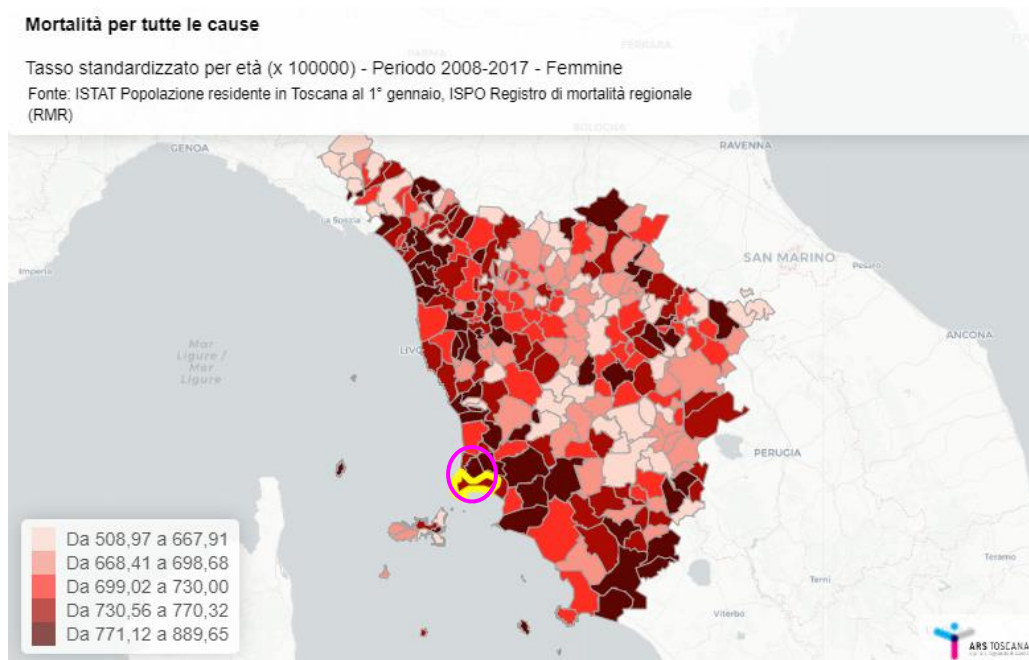 Mortalità per tutte le cause
Tasso standardizzato per età (x 100000) - Periodo 2008-2017 - Femmine
Fonte: ISTAT Popolazione residente in Toscana al 1° gennaio, ISPO Registro di mortalità regionale
(RMR)
PARMA
FERRARA
BOLOGNA
GENOA
RAVENNA
La Spezia
SAN MARINO
Pesaro
Imperia
ANCONA
Mar
Ligure /
Mar
Ligure
LIVO
PERUGIA
Da 508,97 a 667,91
Da 668,41 a 698,68
Da 699,02 a 730,00
Da 730,56 a 770,32
Da 771,12 a 889,65
Teramo
Terni
Viterbo
ARS TOSCANA